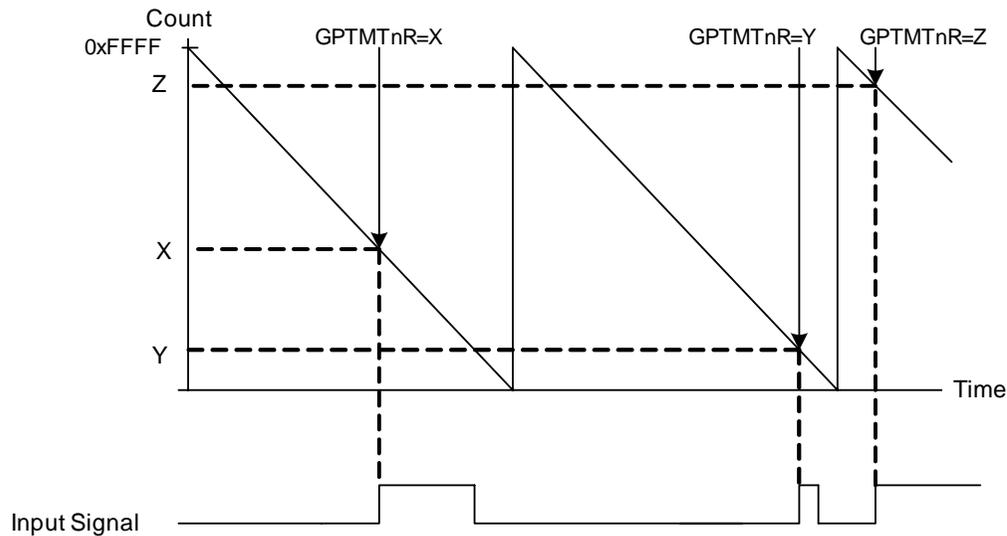 Count
0xFFFF
GPTMTnR=X
GPTMTnR=Y
GPTMTnR=Z
Z
X
Y
Time
Input Signal